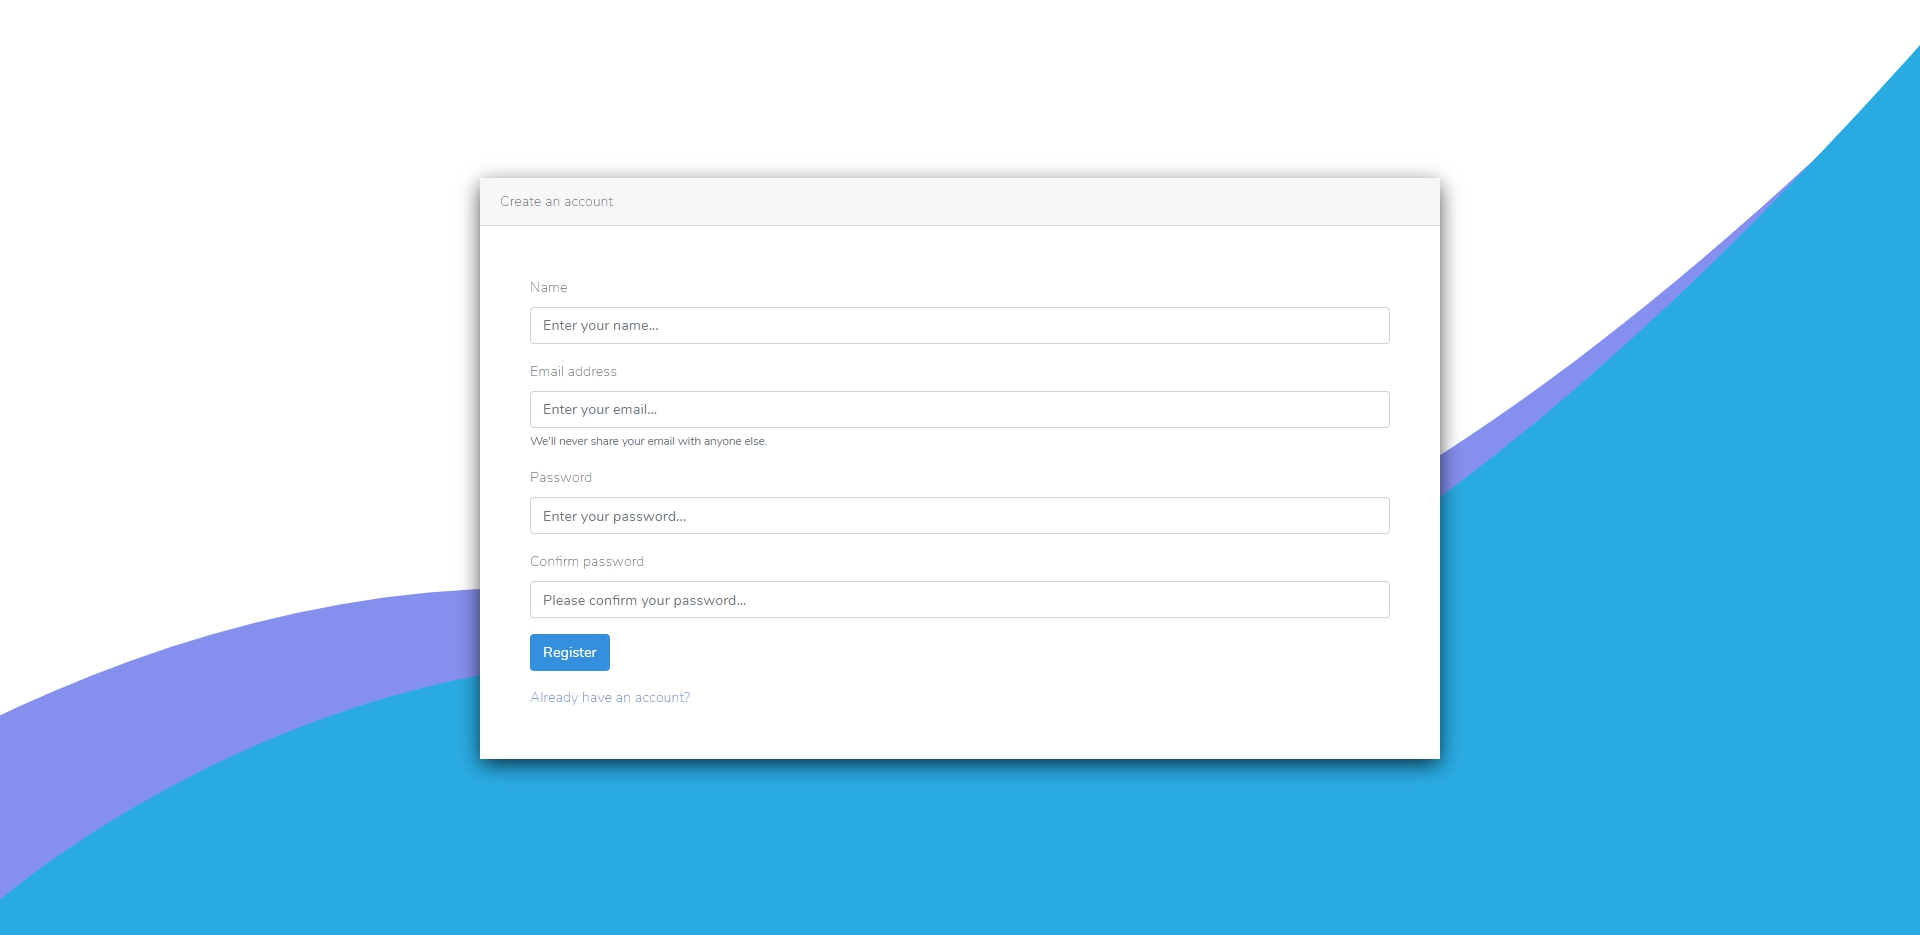 Create an account
Name
Enter your name...
Email address
Enter your email...
We'll never share your email with anyone else.
Password
Enter your password...
Confirm password
Please confirm your password...
Register
Already have an account?